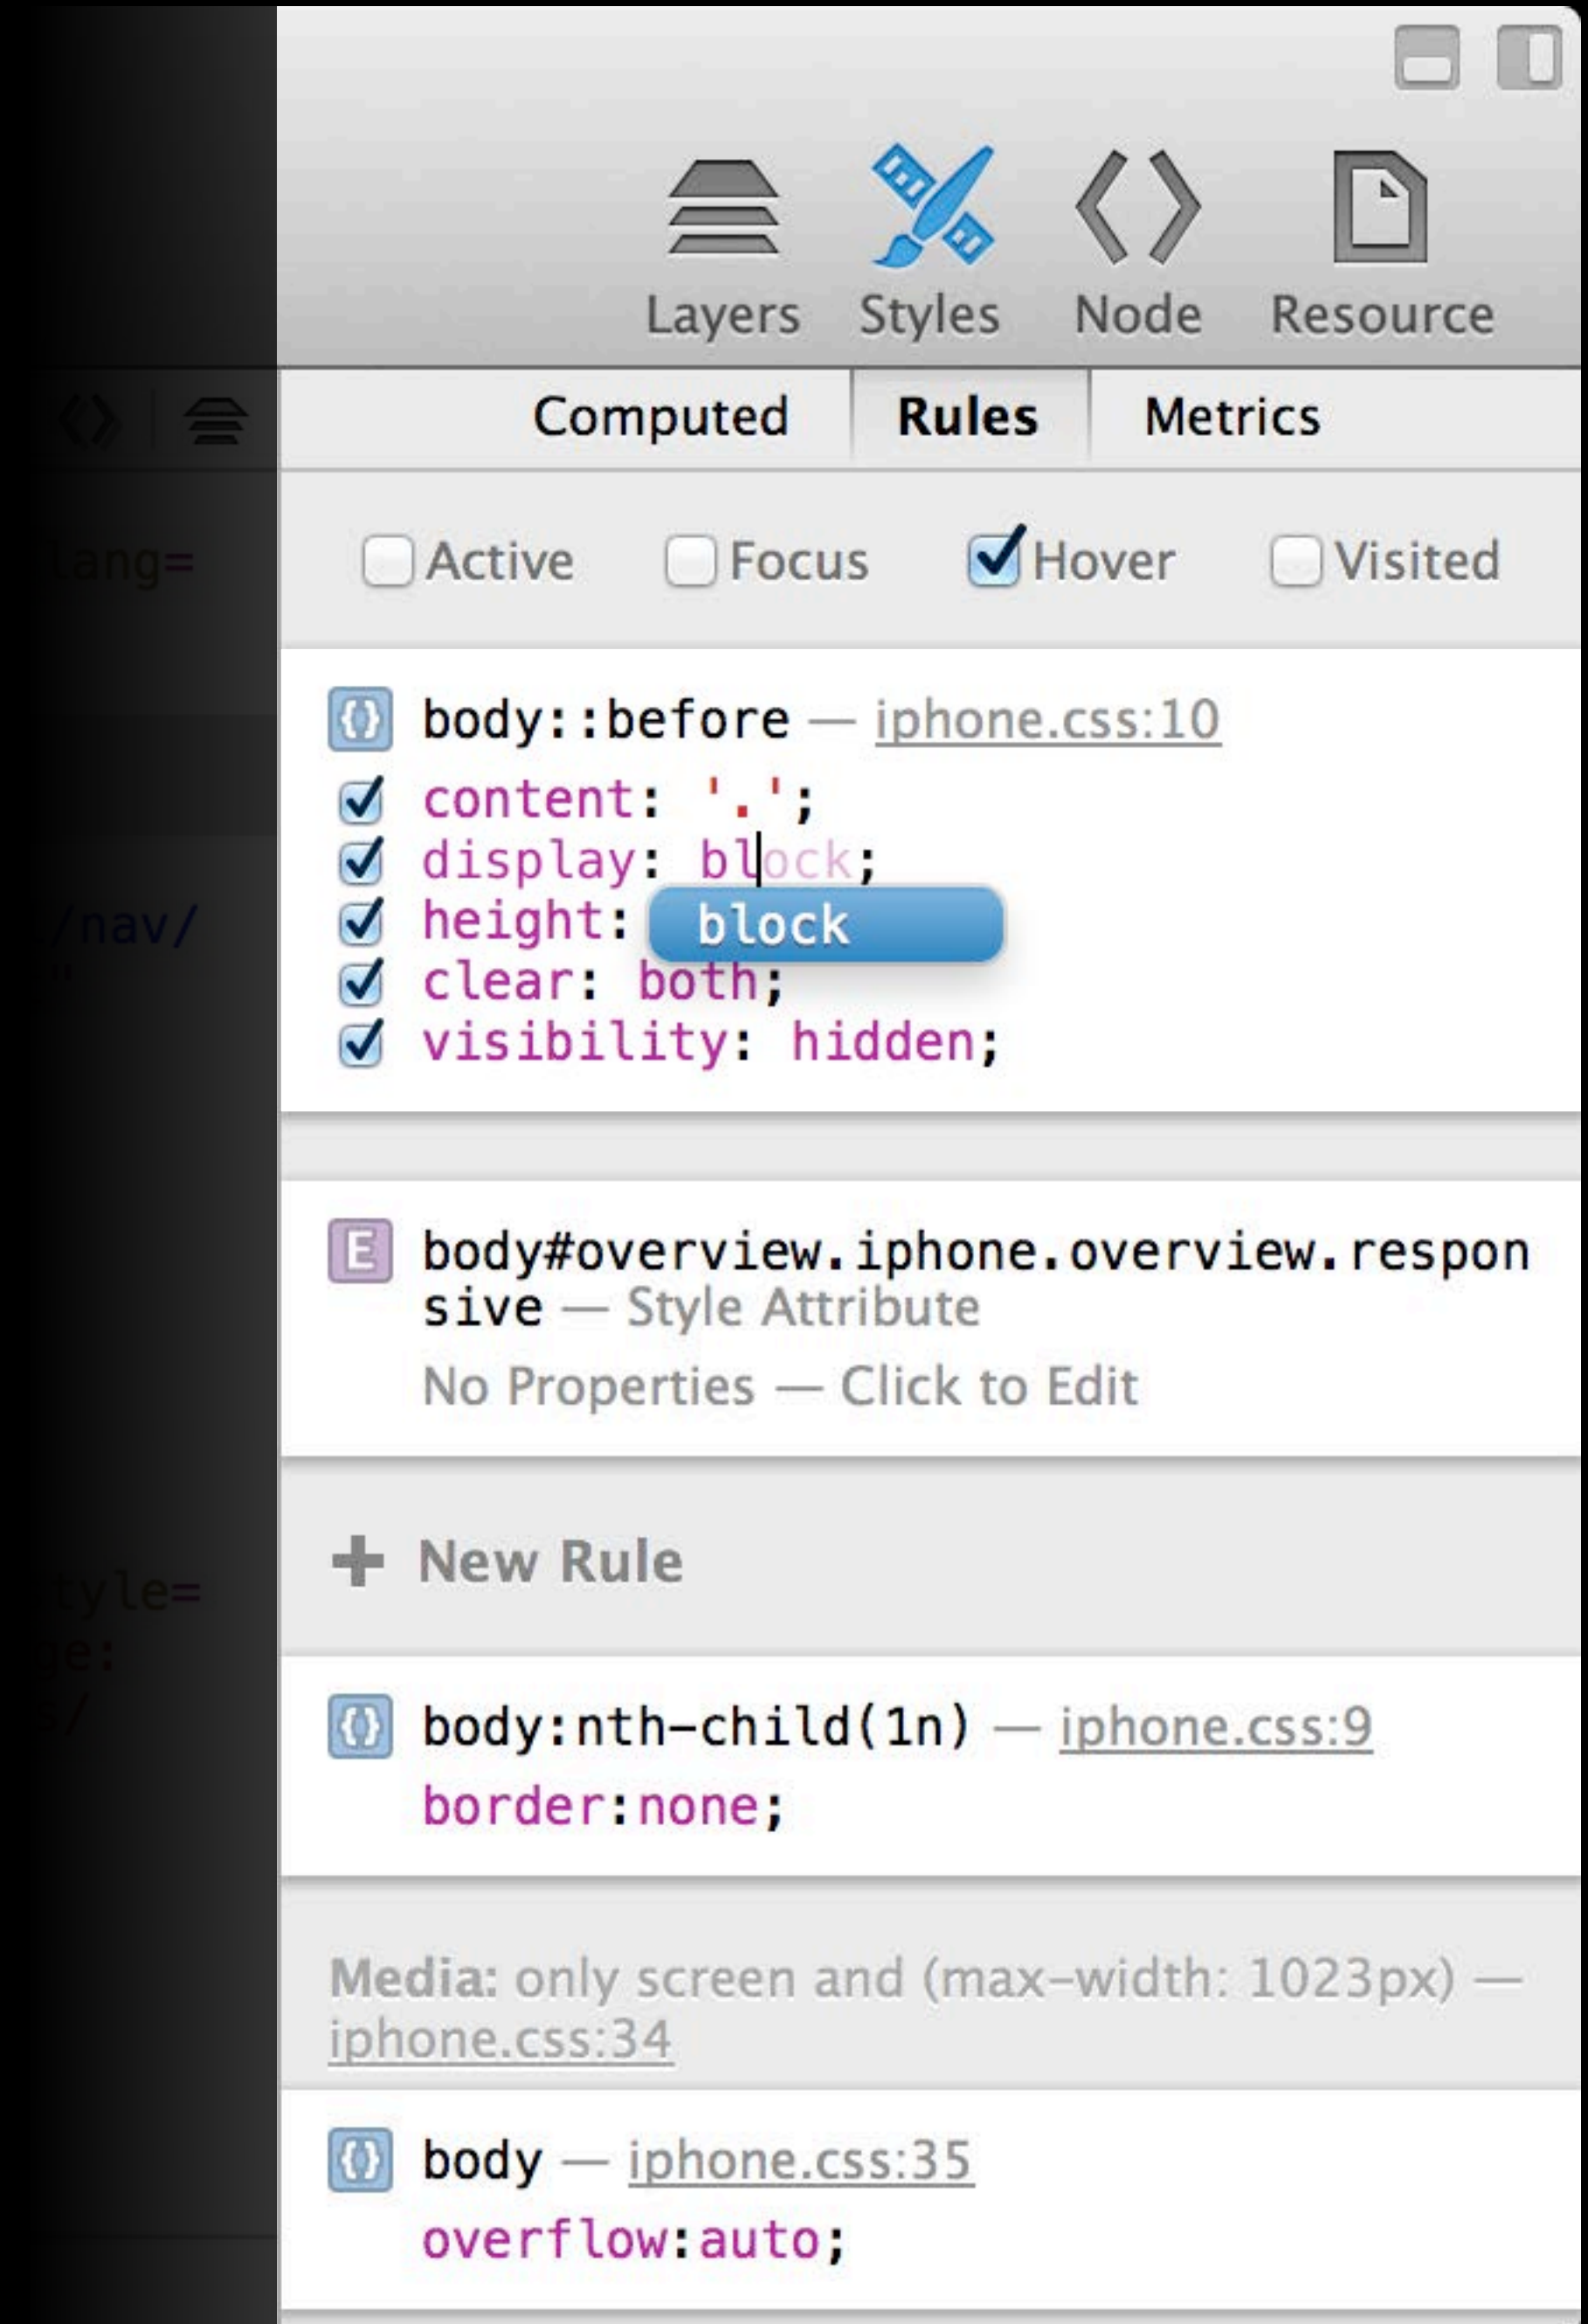 Layers Styles Node Resource
Computed Rules Metrics
Active Focus Hover Visited
lang=
body::before — iphone.css:10
content: '.';
display: block;
/nav/
height: block
"
clear: both;
visibility: hidden;
E body#overview.iphone.overview.respon
sive — Style Attribute
No Properties — Click to Edit
+ New Rule
tyle=
body:nth-child(1n) — iphone.css:9
border:none;
Media: only screen and (max-width: 1023px) —
iphone.css:34
{} body — iphone.css:35
overflow:auto;